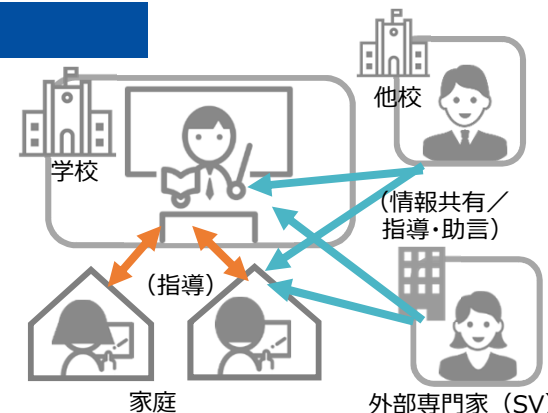 学校
他校
（情報共有／
指導・助言）
（指導）
家庭
外部専門家（SV）